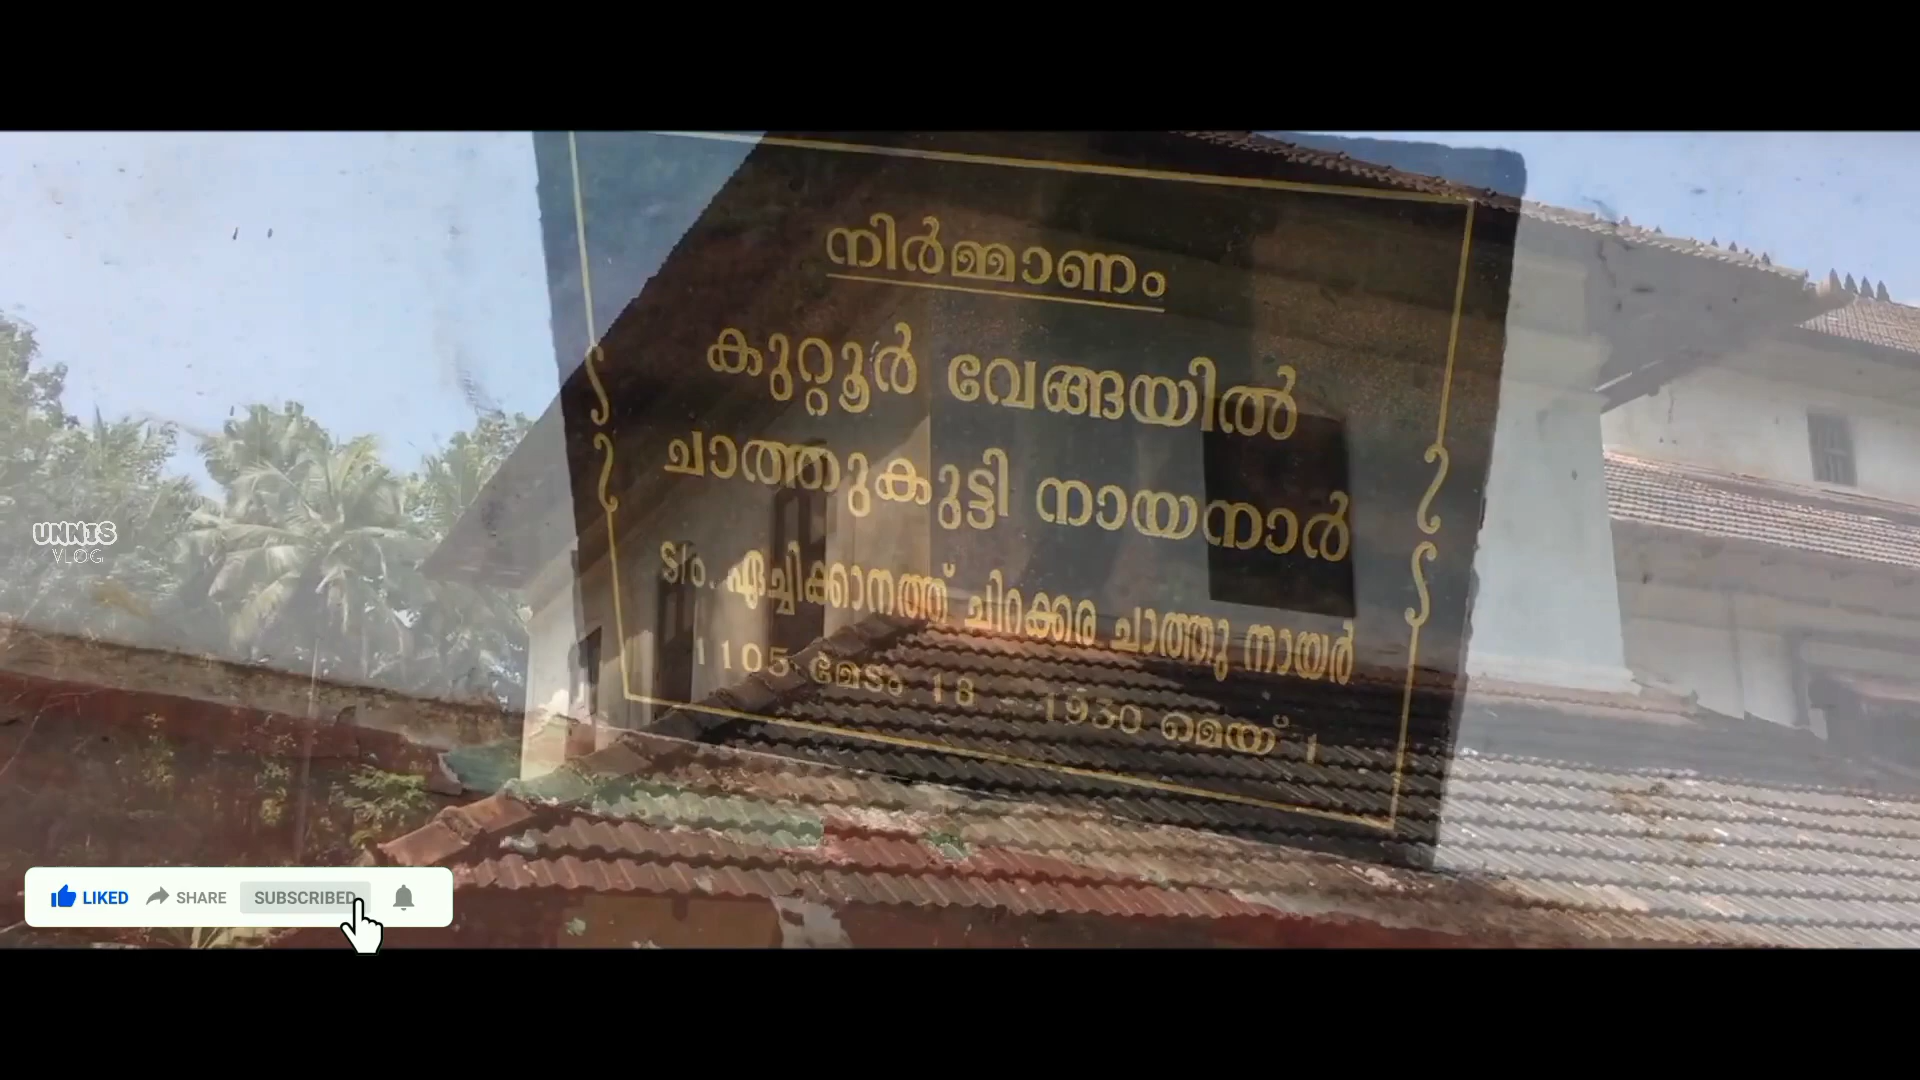 നിർമ്മാണം
കുറ്റൂർ വേങ്ങയിൽ
ചാത്തുകുട്ടി നായനാർ
S/o. ഏച്ചിക്കാനത്ത് ചിറക്കര ചാത്തു നായർ
1105 മേടം 18 - 1930 മെയ് 1
UNNIS
VLOG
LIKED SHARE SUBSCRIBED